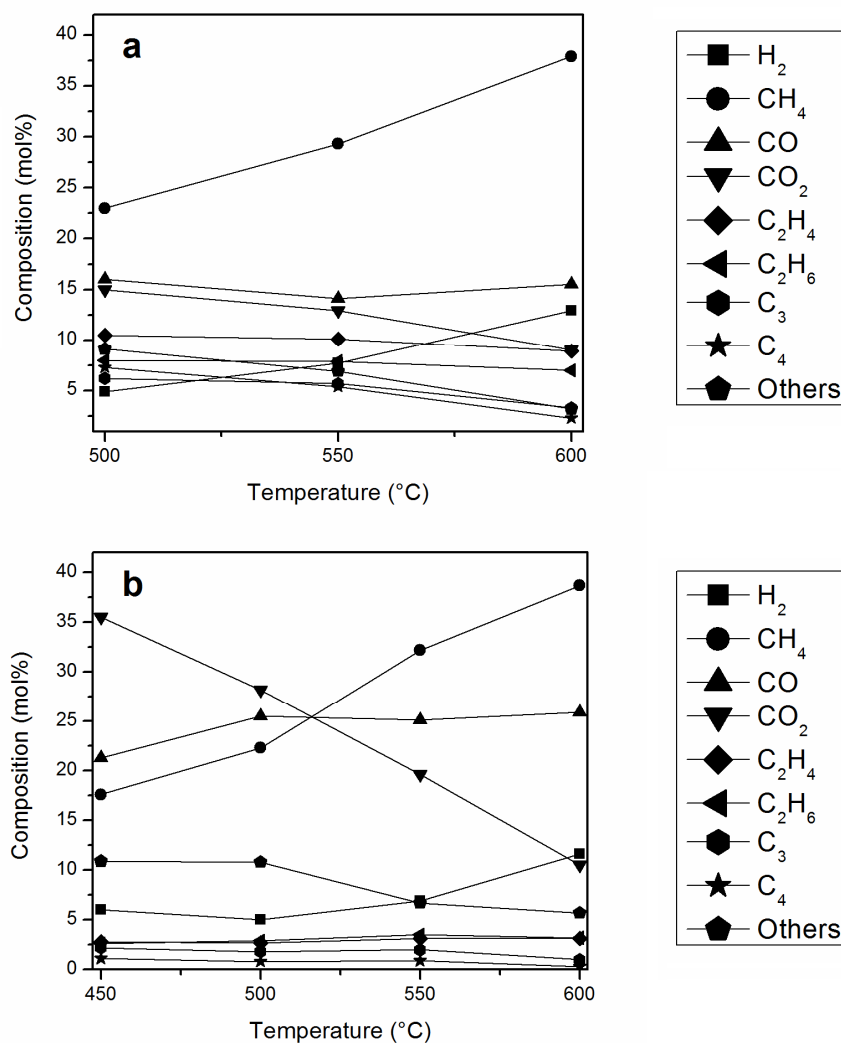 a
40
35
30
25
20
15
10
5
Composition (mol%)
500 550 600
Temperature (°C)
H2
CH4
CO
CO2
C2H4
C2H6
C3
C4
Others
b
40
35
30
25
20
15
10
5
0
Composition (mol%)
450 500 550 600
Temperature (°C)
H2
CH4
CO
CO2
C2H4
C2H6
C3
C4
Others